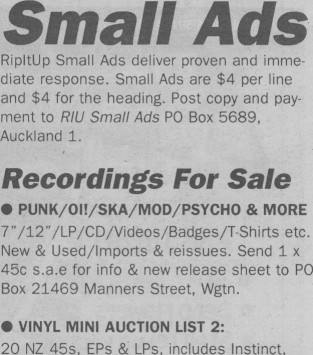 Small Ads
RipItUp Small Ads deliver proven and imme-
diate response. Small Ads are $4 per line
and $4 for the heading. Post copy and pay-
ment to RIU Small Ads PO Box 5689,
Auckland 1.
Recordings For Sale
● PUNK/OI!/SKA/MOD/PSYCHO & MORE
7"/12"/LP/CD/Videos/Badges/T-Shirts etc.
New & Used/Imports & reissues. Send 1 x
45c s.a.e for info & new release sheet to PO
Box 21469 Manners Street, Wgtn.
● VINYL MINI AUCTION LIST 2:
20 NZ 45s, EPs & LPs, includes Instinct,